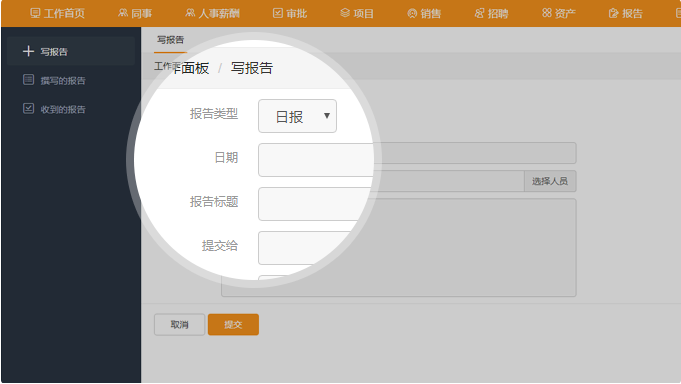 工作首页 同事 人事薪酬 审批 项目 销售 招聘 资产 报告
写报告
撰写的报告
收到的报告
写报告
工作面板 / 写报告
报告类型 日报
日期
报告标题
提交给
选择人员
取消 提交